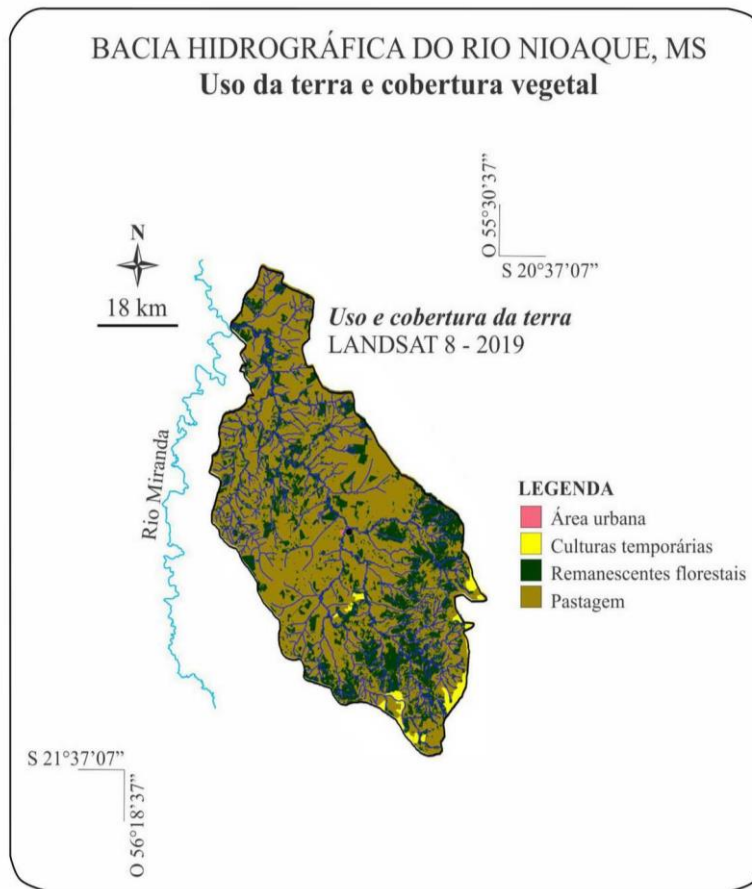 BACIA HIDROGRÁFICA DO RIO NIOAQUE, MS
Uso da terra e cobertura vegetal
O 55°30'37”
S 20°37'07”
N
18 km
Uso e cobertura da terra
LANDSAT 8 - 2019
Rio Miranda
LEGENDA
Área urbana
Culturas temporárias
Remanescentes florestais
Pastagem
S 21°37'07”
O 56°18'37”